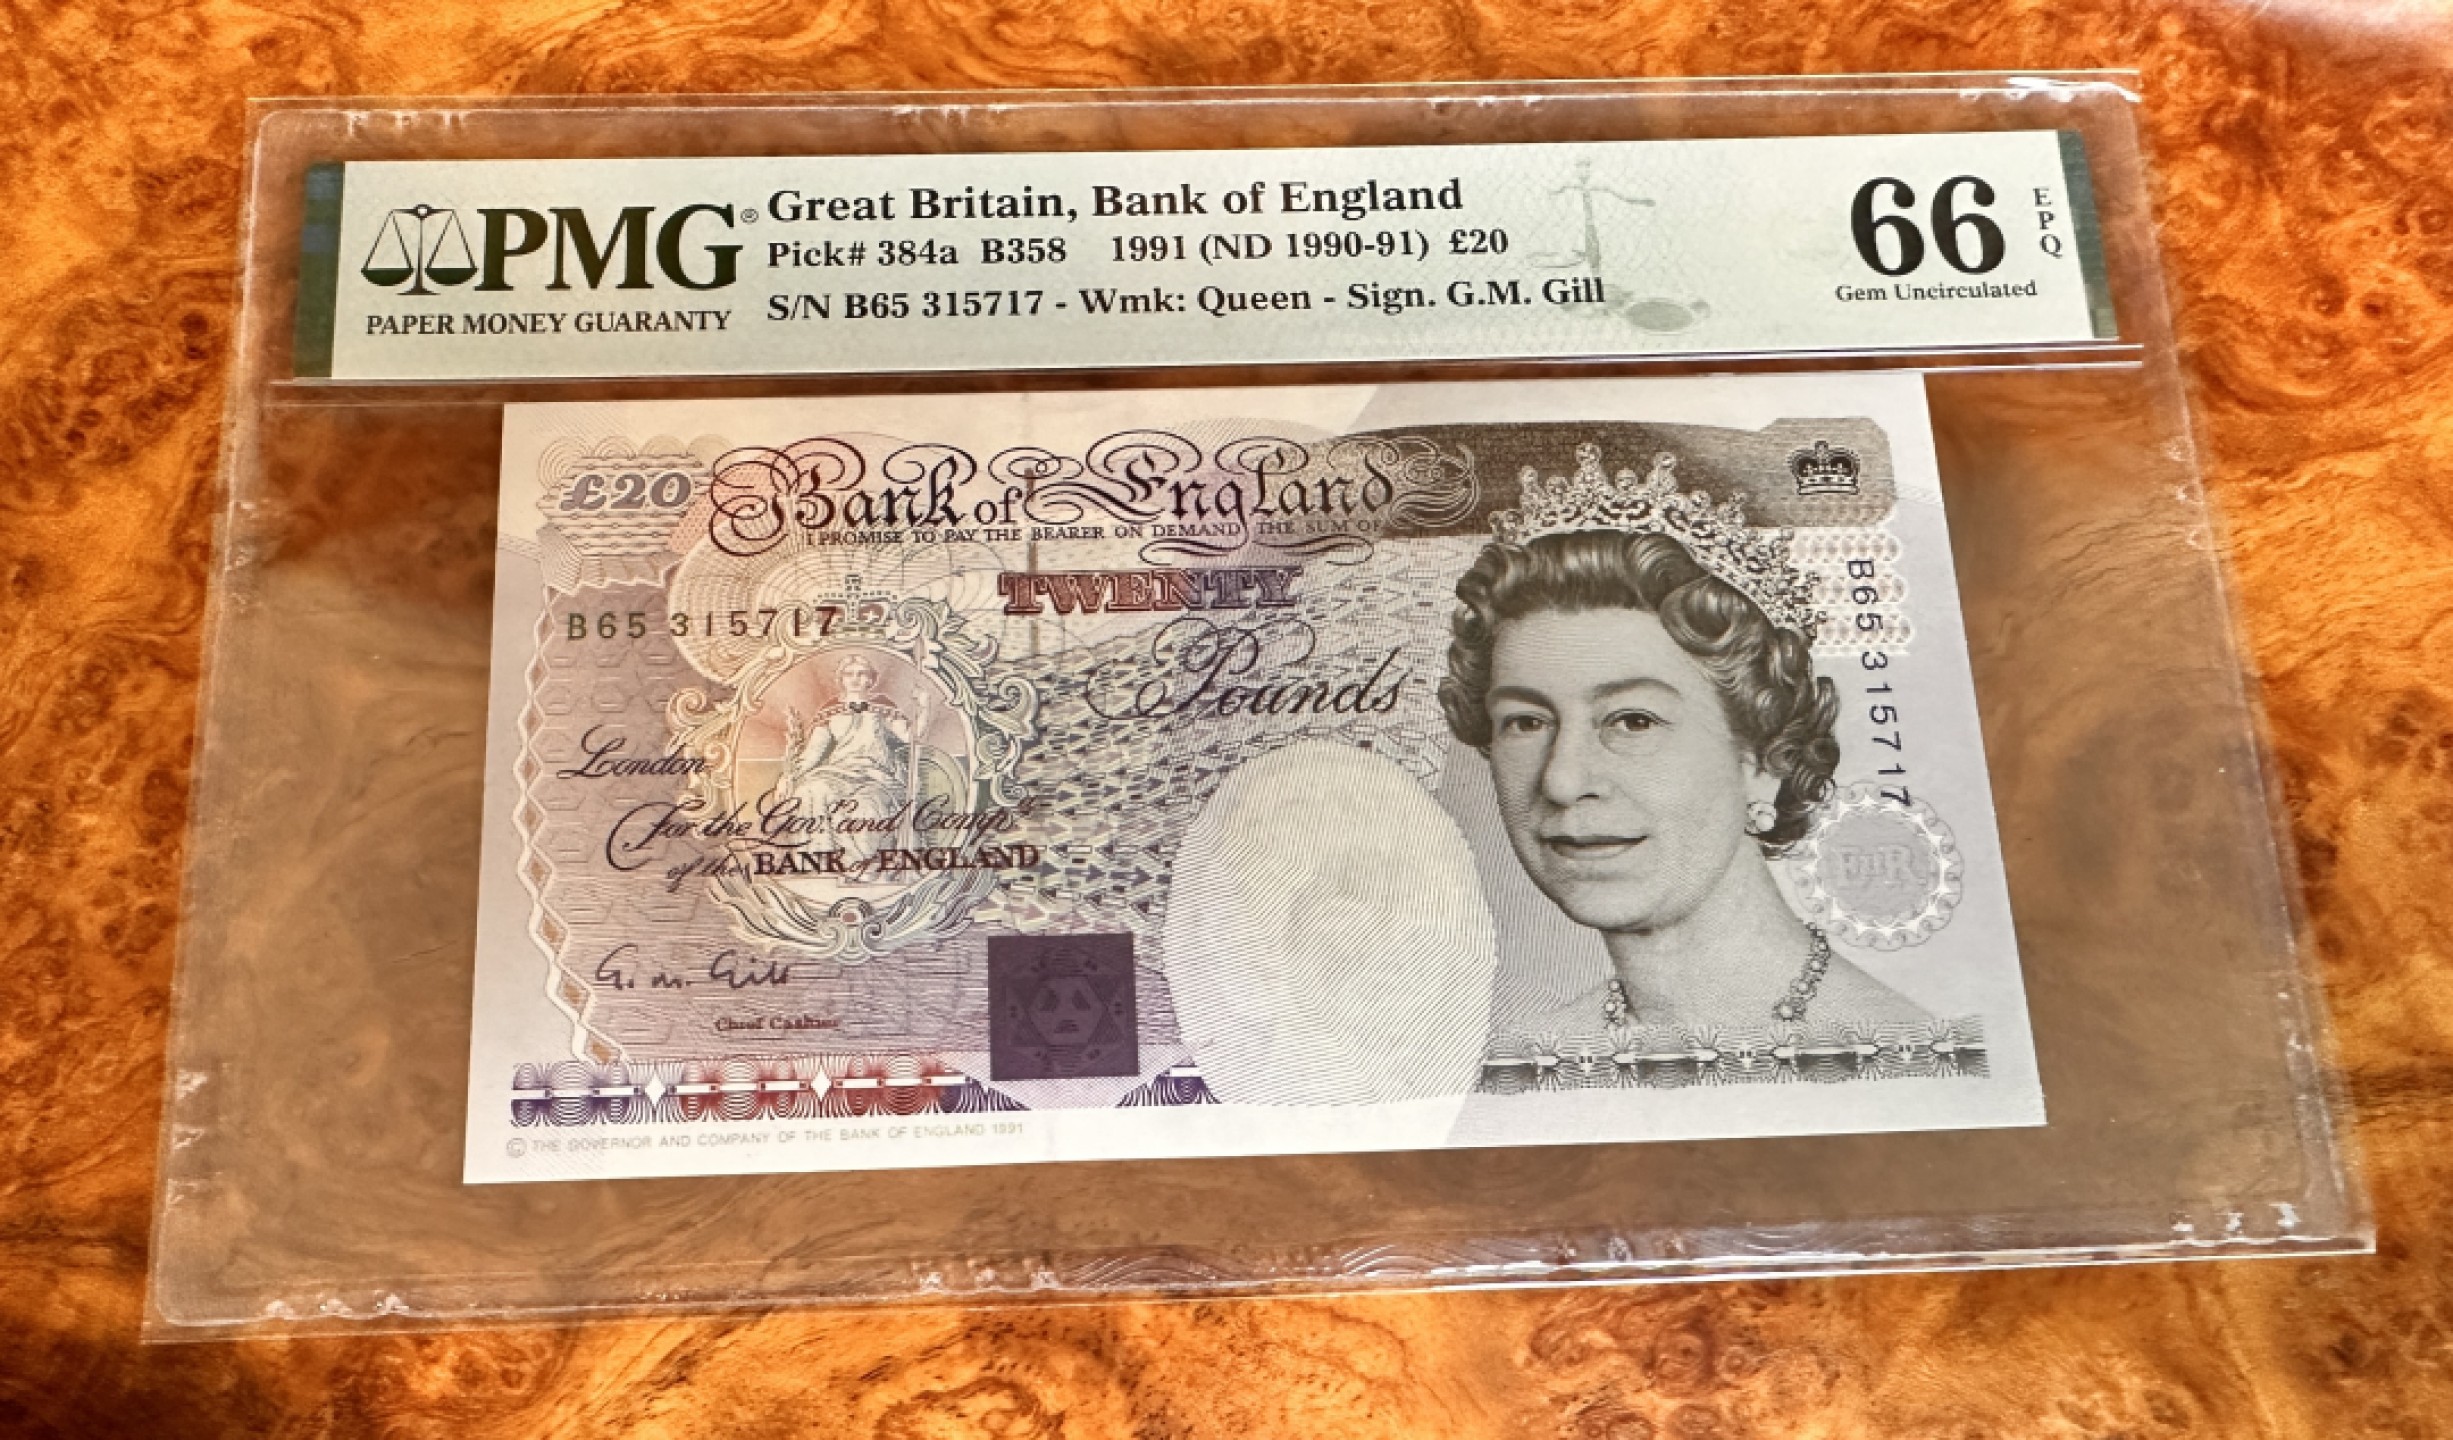 PMG®
PAPER MONEY GUARANTY
Great Britain, Bank of England
Pick# 384a B358 1991 (ND 1990-91) £20
S/N B65 315717 - Wmk: Queen - Sign. G.M. Gill
66
EPQ
Gem Uncirculated
£20
Bank of England
I PROMISE TO PAY THE BEARER ON DEMAND THE SUM OF
TWENTY
Pounds
B65 315717
B65 315717
London
For the Govr. and Compa.
of the BANK of ENGLAND
G. M. Gill
Chief Cashier
EIIR
© THE GOVERNOR AND COMPANY OF THE BANK OF ENGLAND 1991